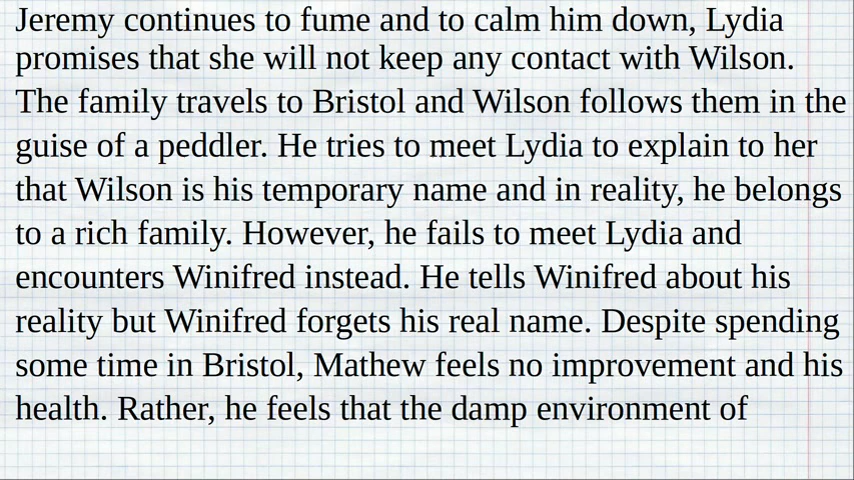 Jeremy continues to fume and to calm him down, Lydia
promises that she will not keep any contact with Wilson.
The family travels to Bristol and Wilson follows them in the
guise of a peddler. He tries to meet Lydia to explain to her
that Wilson is his temporary name and in reality, he belongs
to a rich family. However, he fails to meet Lydia and
encounters Winifred instead. He tells Winifred about his
reality but Winifred forgets his real name. Despite spending
some time in Bristol, Mathew feels no improvement and his
health. Rather, he feels that the damp environment of